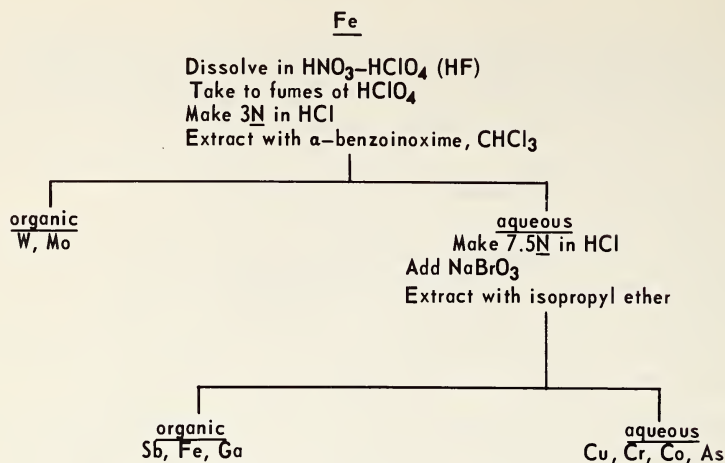 Fe
Dissolve in HNO₃–HClO₄ (HF)
Take to fumes of HClO₄
Make 3N in HCl
Extract with α–benzoinoxime, CHCl₃
organic
W, Mo
aqueous
Make 7.5N in HCl
Add NaBrO₃
Extract with isopropyl ether
organic
Sb, Fe, Ga
aqueous
Cu, Cr, Co, As